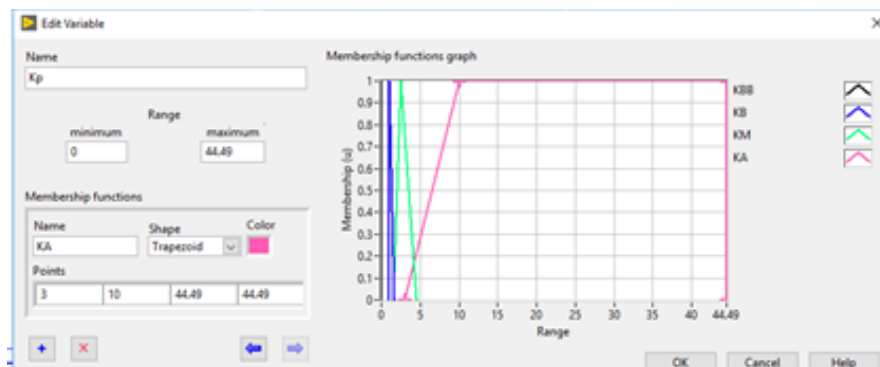 Edit Variable
Name
Kp
Range
minimum
maximum
0
44.49
Membership functions
Name
Shape
Color
KA
Trapezoid
Points
3
10
44.49
44.49
Membership functions graph
Membership (u)
1
0.9
0.8
0.7
0.6
0.5
0.4
0.3
0.2
0.1
0
0 5 10 15 20 25 30 35 40 44.49
Range
KBB
KB
KM
KA
OK
Cancel
Help